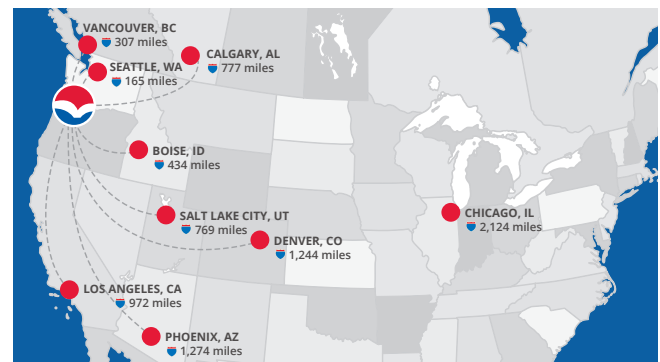 VANCOUVER, BC
307 miles
SEATTLE, WA
165 miles
CALGARY, AL
777 miles
BOISE, ID
434 miles
SALT LAKE CITY, UT
769 miles
DENVER, CO
1,244 miles
CHICAGO, IL
2,124 miles
LOS ANGELES, CA
972 miles
PHOENIX, AZ
1,274 miles